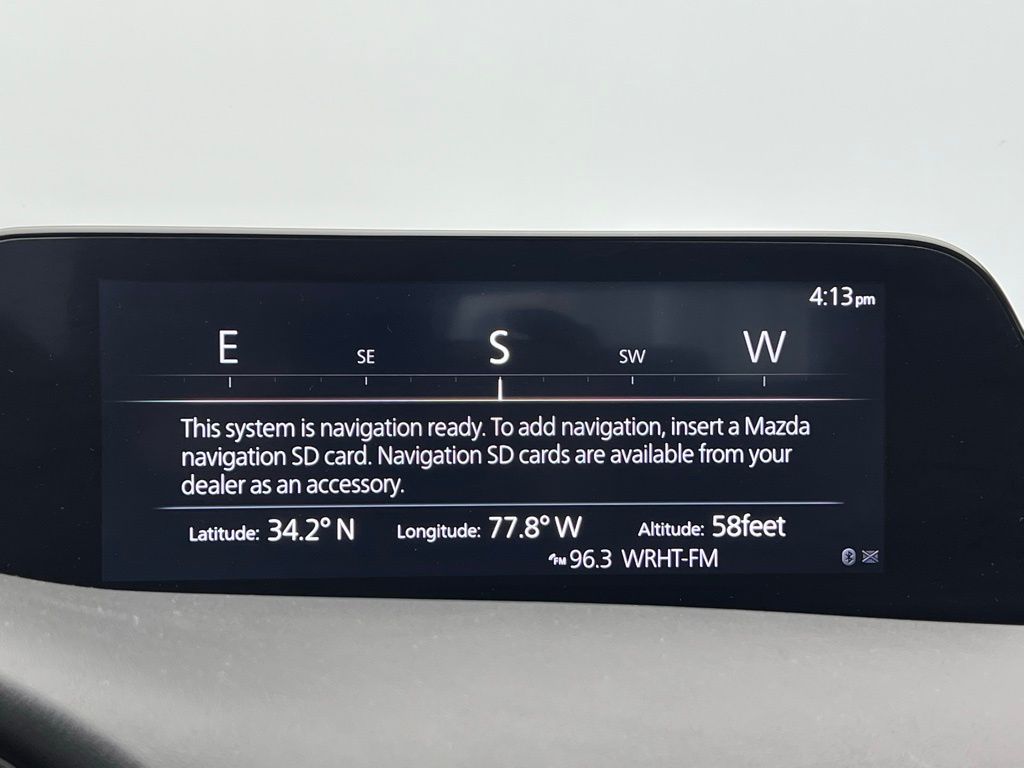 4:13pm
E SE S SW W
This system is navigation ready. To add navigation, insert a Mazda
navigation SD card. Navigation SD cards are available from your
dealer as an accessory.
Latitude: 34.2° N Longitude: 77.8° W Altitude: 58feet
FM 96.3 WRHT-FM